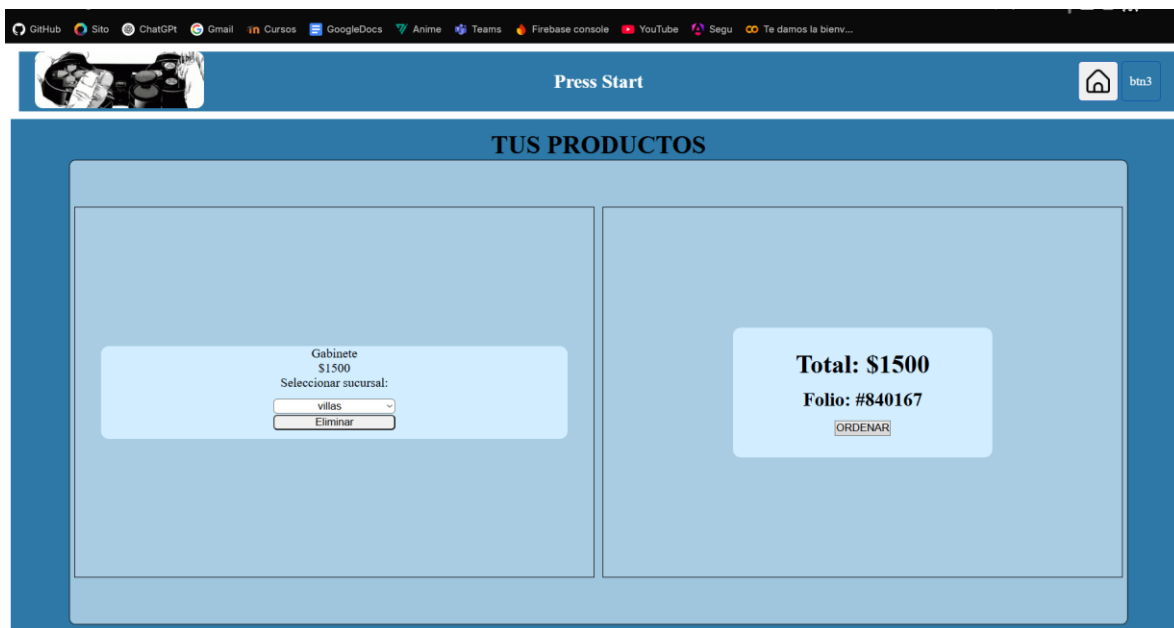 GitHub Sito ChatGPt Gmail Cursos GoogleDocs Anime Teams Firebase console YouTube Segu Te damos la bienv...
Press Start
btn3
TUS PRODUCTOS
Gabinete
$1500
Seleccionar sucursal:
villas
Eliminar
Total: $1500
Folio: #840167
ORDENAR